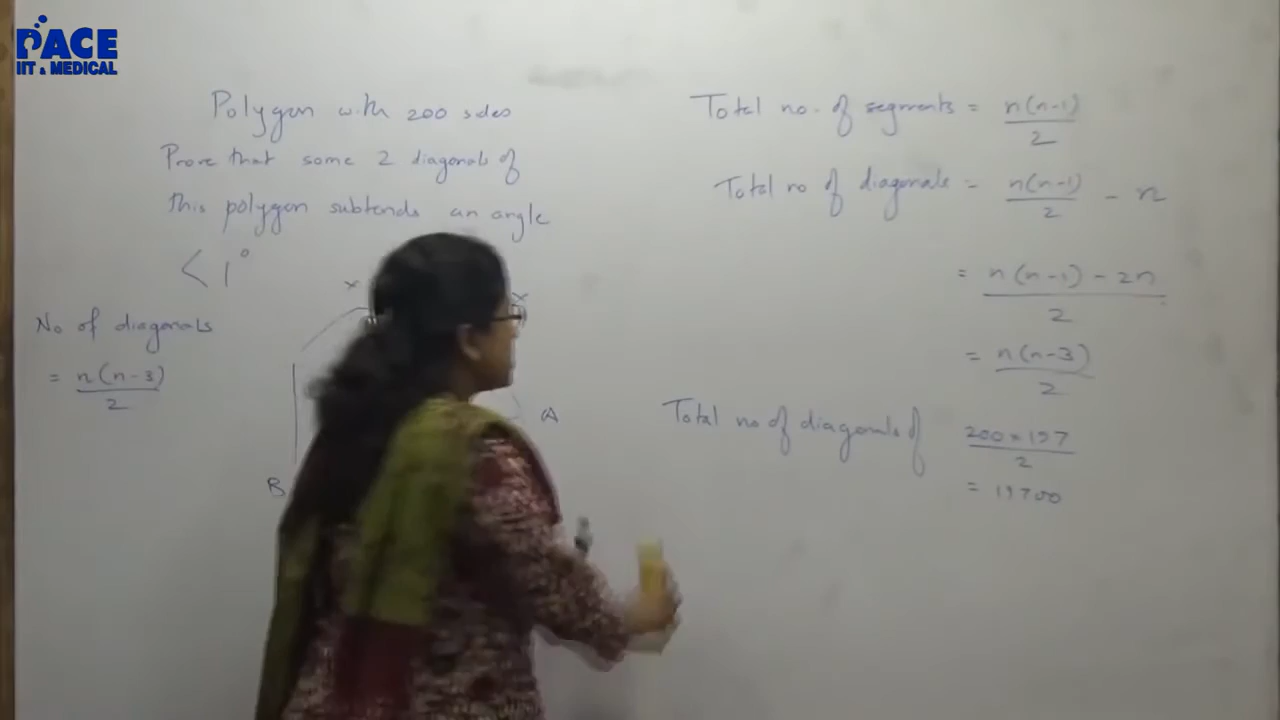 PACE
IIT & MEDICAL
Polygon with 200 sides
Prove that some 2 diagonals of
this polygon subtends an angle
< 1°
No of diagonals
= n(n-3)/2
x
x
A
B
Total no. of segments = n(n-1)/2
Total no of diagonals = n(n-1)/2 - n
= n(n-1)-2n/2
= n(n-3)/2
Total no of diagonals of 200×197/2
= 19700